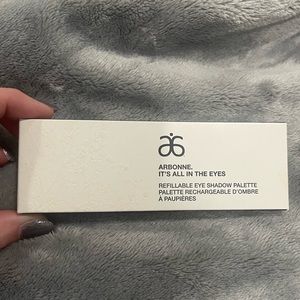 ARBONNE.
IT'S ALL IN THE EYES
REFILLABLE EYE SHADOW PALETTE
PALETTE RECHARGEABLE D'OMBRE
À PAUPIÈRES